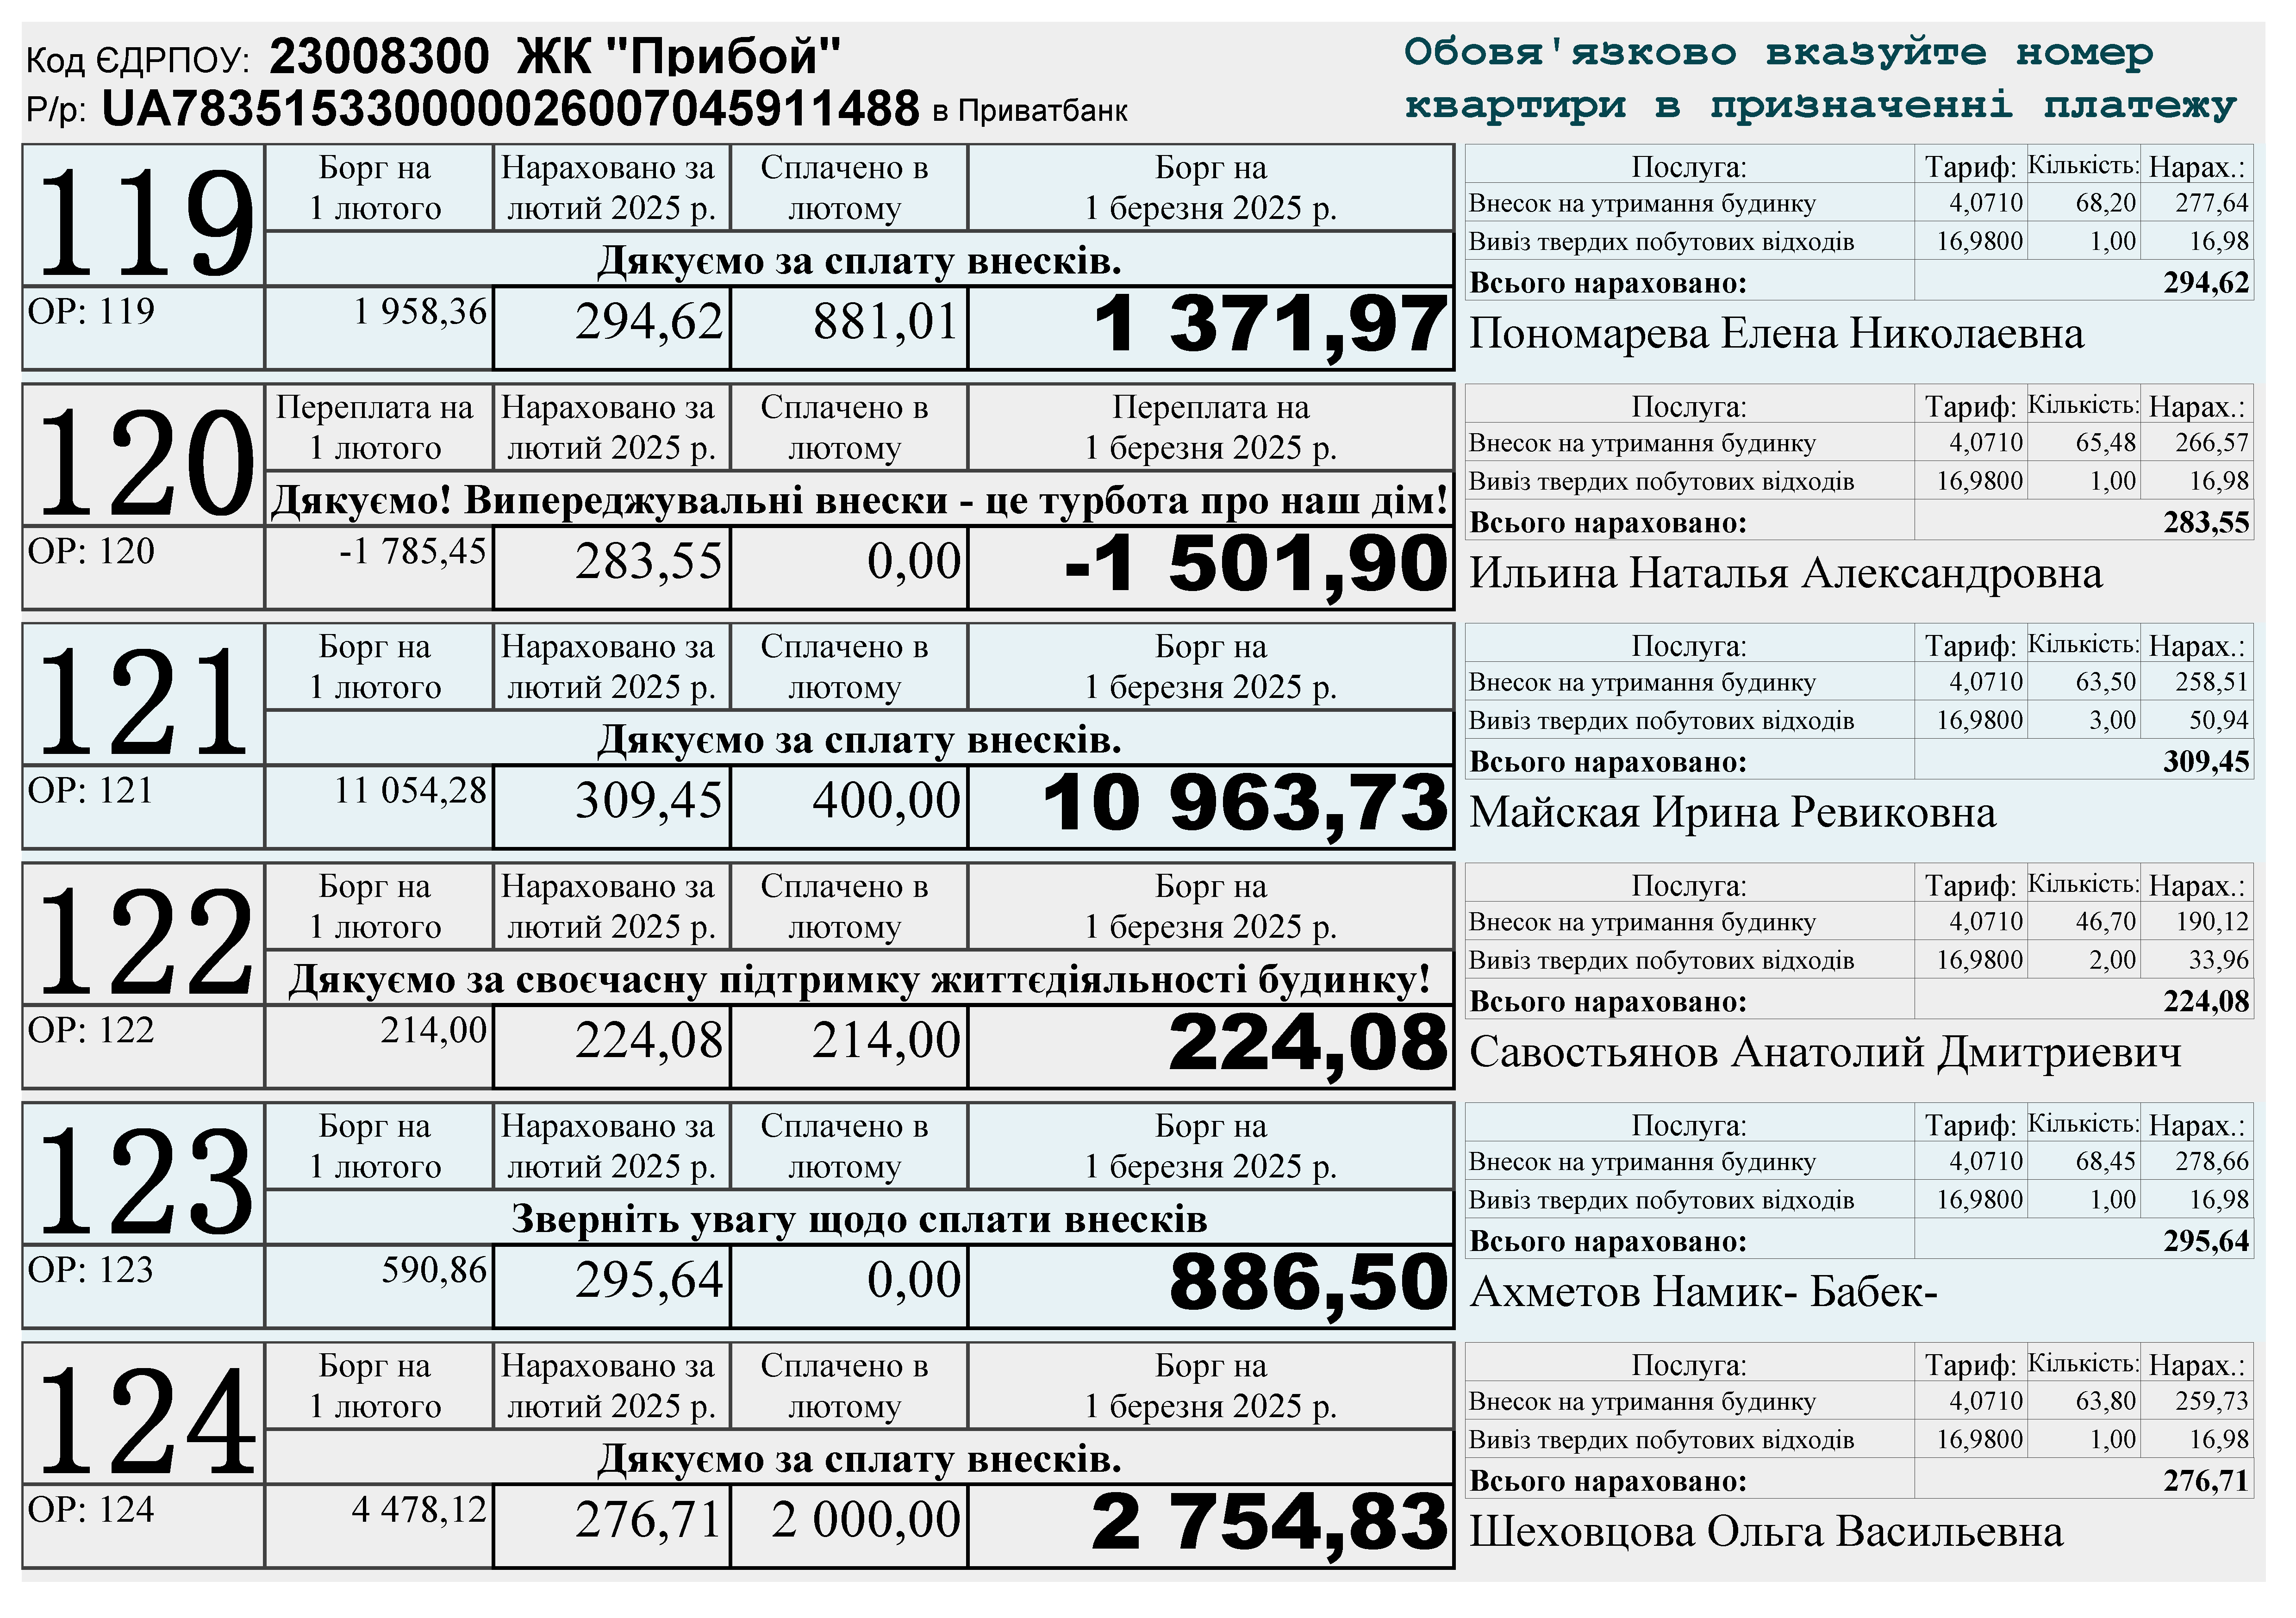 Код ЄДРПОУ: 23008300 ЖК "Прибой"
Р/р: UA783515330000026007045911488 в Приватбанк
Обовя'язково вказуйте номер
квартири в призначенні платежу
119
Борг на
1 лютого
Нараховано за
лютий 2025 р.
Сплачено в
лютому
Борг на
1 березня 2025 р.
Дякуємо за сплату внесків.
ОР: 119 1 958,36 294,62 881,01 1 371,97
Послуга: Тариф: Кількість: Нарах.:
Внесок на утримання будинку 4,0710 68,20 277,64
Вивіз твердих побутових відходів 16,9800 1,00 16,98
Всього нараховано: 294,62
Пономарева Елена Николаевна
120
Переплата на
1 лютого
Нараховано за
лютий 2025 р.
Сплачено в
лютому
Переплата на
1 березня 2025 р.
Дякуємо! Випереджувальні внески - це турбота про наш дім!
ОР: 120 -1 785,45 283,55 0,00 -1 501,90
Послуга: Тариф: Кількість: Нарах.:
Внесок на утримання будинку 4,0710 65,48 266,57
Вивіз твердих побутових відходів 16,9800 1,00 16,98
Всього нараховано: 283,55
Ильина Наталья Александровна
121
Борг на
1 лютого
Нараховано за
лютий 2025 р.
Сплачено в
лютому
Борг на
1 березня 2025 р.
Дякуємо за сплату внесків.
ОР: 121 11 054,28 309,45 400,00 10 963,73
Послуга: Тариф: Кількість: Нарах.:
Внесок на утримання будинку 4,0710 63,50 258,51
Вивіз твердих побутових відходів 16,9800 3,00 50,94
Всього нараховано: 309,45
Майская Ирина Ревиковна
122
Борг на
1 лютого
Нараховано за
лютий 2025 р.
Сплачено в
лютому
Борг на
1 березня 2025 р.
Дякуємо за своєчасну підтримку життєдіяльності будинку!
ОР: 122 214,00 224,08 214,00 224,08
Послуга: Тариф: Кількість: Нарах.:
Внесок на утримання будинку 4,0710 46,70 190,12
Вивіз твердих побутових відходів 16,9800 2,00 33,96
Всього нараховано: 224,08
Савостьянов Анатолий Дмитриевич
123
Борг на
1 лютого
Нараховано за
лютий 2025 р.
Сплачено в
лютому
Борг на
1 березня 2025 р.
Зверніть увагу щодо сплати внесків
ОР: 123 590,86 295,64 0,00 886,50
Послуга: Тариф: Кількість: Нарах.:
Внесок на утримання будинку 4,0710 68,45 278,66
Вивіз твердих побутових відходів 16,9800 1,00 16,98
Всього нараховано: 295,64
Ахметов Намик- Бабек-
124
Борг на
1 лютого
Нараховано за
лютий 2025 р.
Сплачено в
лютому
Борг на
1 березня 2025 р.
Дякуємо за сплату внесків.
ОР: 124 4 478,12 276,71 2 000,00 2 754,83
Послуга: Тариф: Кількість: Нарах.:
Внесок на утримання будинку 4,0710 63,80 259,73
Вивіз твердих побутових відходів 16,9800 1,00 16,98
Всього нараховано: 276,71
Шеховцова Ольга Васильевна